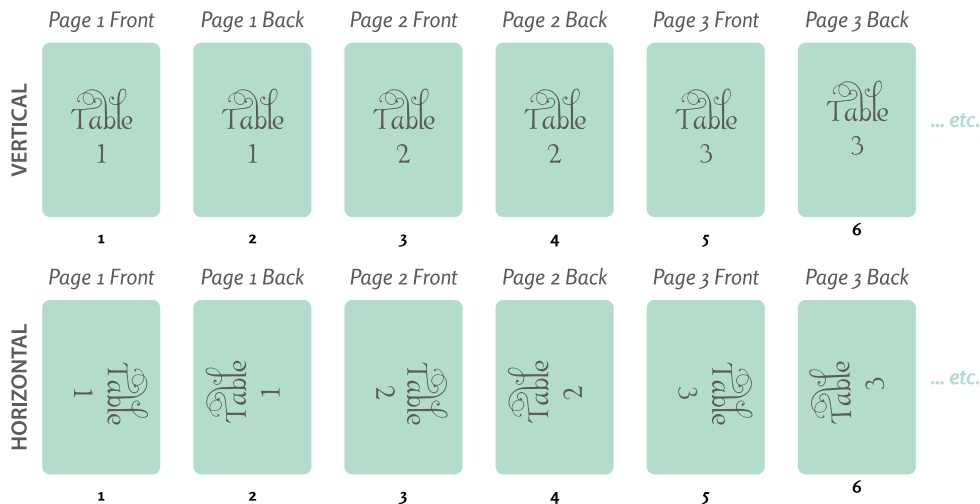 Page 1 Front Page 1 Back Page 2 Front Page 2 Back Page 3 Front Page 3 Back
VERTICAL
Table Table Table Table Table Table
1 1 2 2 3 3
... etc.
1 2 3 4 5 6
Page 1 Front Page 1 Back Page 2 Front Page 2 Back Page 3 Front Page 3 Back
HORIZONTAL
Table 1
Table 1
Table 2
Table 2
Table 3
Table 3
... etc.
1 2 3 4 5 6